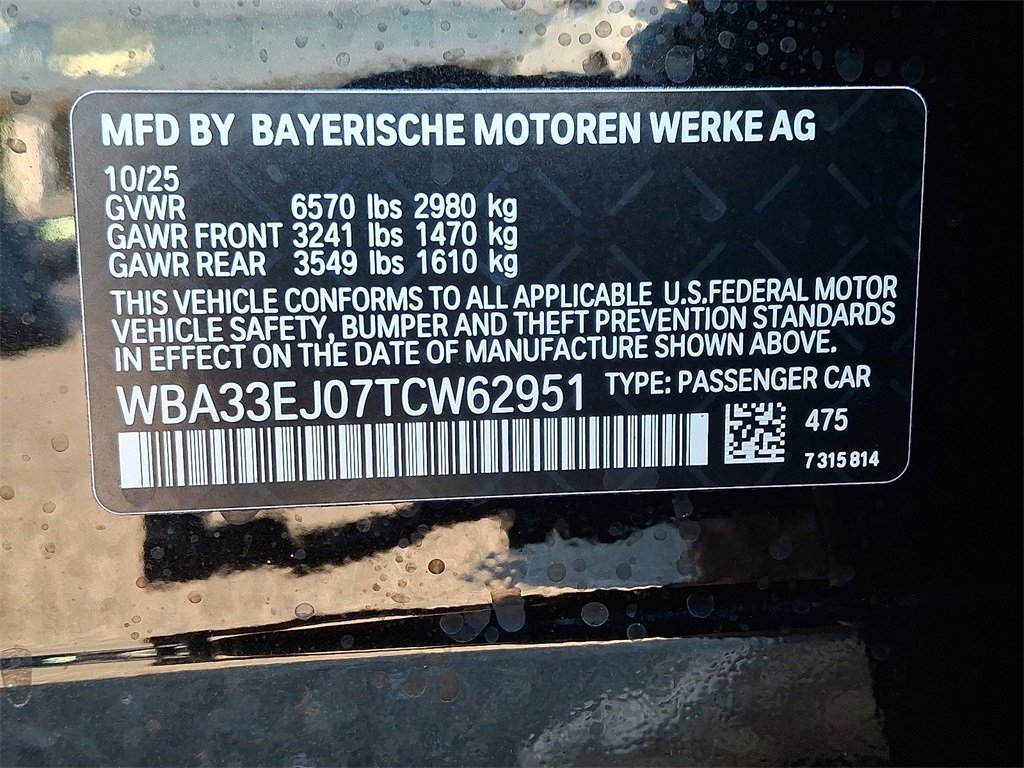 MFD BY BAYERISCHE MOTOREN WERKE AG
10/25
GVWR 6570 lbs 2980 kg
GAWR FRONT 3241 lbs 1470 kg
GAWR REAR 3549 lbs 1610 kg
THIS VEHICLE CONFORMS TO ALL APPLICABLE U.S.FEDERAL MOTOR
VEHICLE SAFETY, BUMPER AND THEFT PREVENTION STANDARDS
IN EFFECT ON THE DATE OF MANUFACTURE SHOWN ABOVE.
WBA33EJ07TCW62951 TYPE: PASSENGER CAR
475
7 315 814